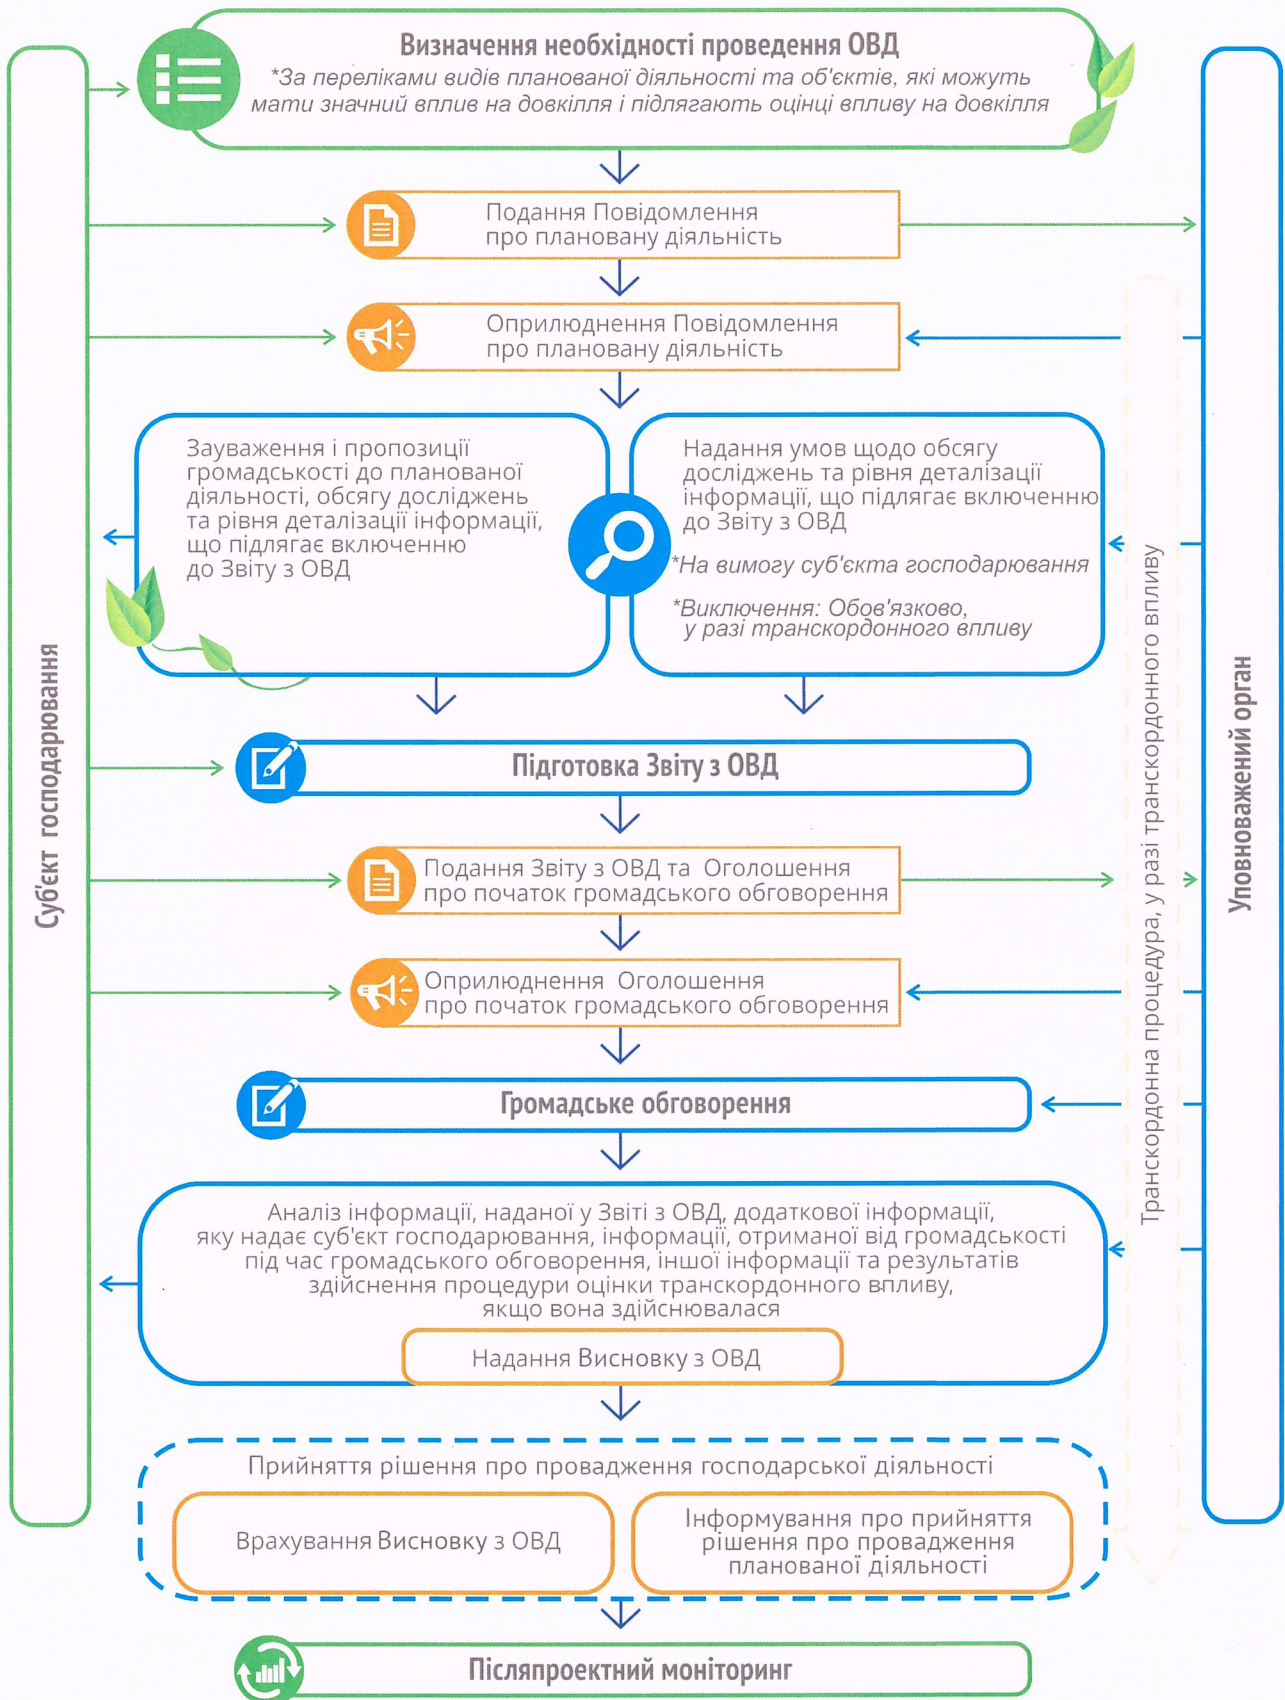 Визначення необхідності проведення ОВД
*За переліками видів планованої діяльності та об'єктів, які можуть
мати значний вплив на довкілля і підлягають оцінці впливу на довкілля
Подання Повідомлення
про плановану діяльність
Оприлюднення Повідомлення
про плановану діяльність
Зауваження і пропозиції
громадськості до планованої
діяльності, обсягу досліджень
та рівня деталізації інформації,
що підлягає включенню
до Звіту з ОВД
Надання умов щодо обсягу
досліджень та рівня деталізації
інформації, що підлягає включенню
до Звіту з ОВД
*На вимогу суб'єкта господарювання
*Виключення: Обов'язково,
у разі транскордонного впливу
Підготовка Звіту з ОВД
Подання Звіту з ОВД та Оголошення
про початок громадського обговорення
Оприлюднення Оголошення
про початок громадського обговорення
Громадське обговорення
Аналіз інформації, наданої у Звіті з ОВД, додаткової інформації,
яку надає суб'єкт господарювання, інформації, отриманої від громадськості
під час громадського обговорення, іншої інформації та результатів
здійснення процедури оцінки транскордонного впливу,
якщо вона здійснювалася
Надання Висновку з ОВД
Прийняття рішення про провадження господарської діяльності
Врахування Висновку з ОВД
Інформування про прийняття
рішення про провадження
планованої діяльності
Післяпроектний моніторинг
Суб'єкт господарювання
Транскордонна процедура, у разі транскордонного впливу
Уповноважений орган